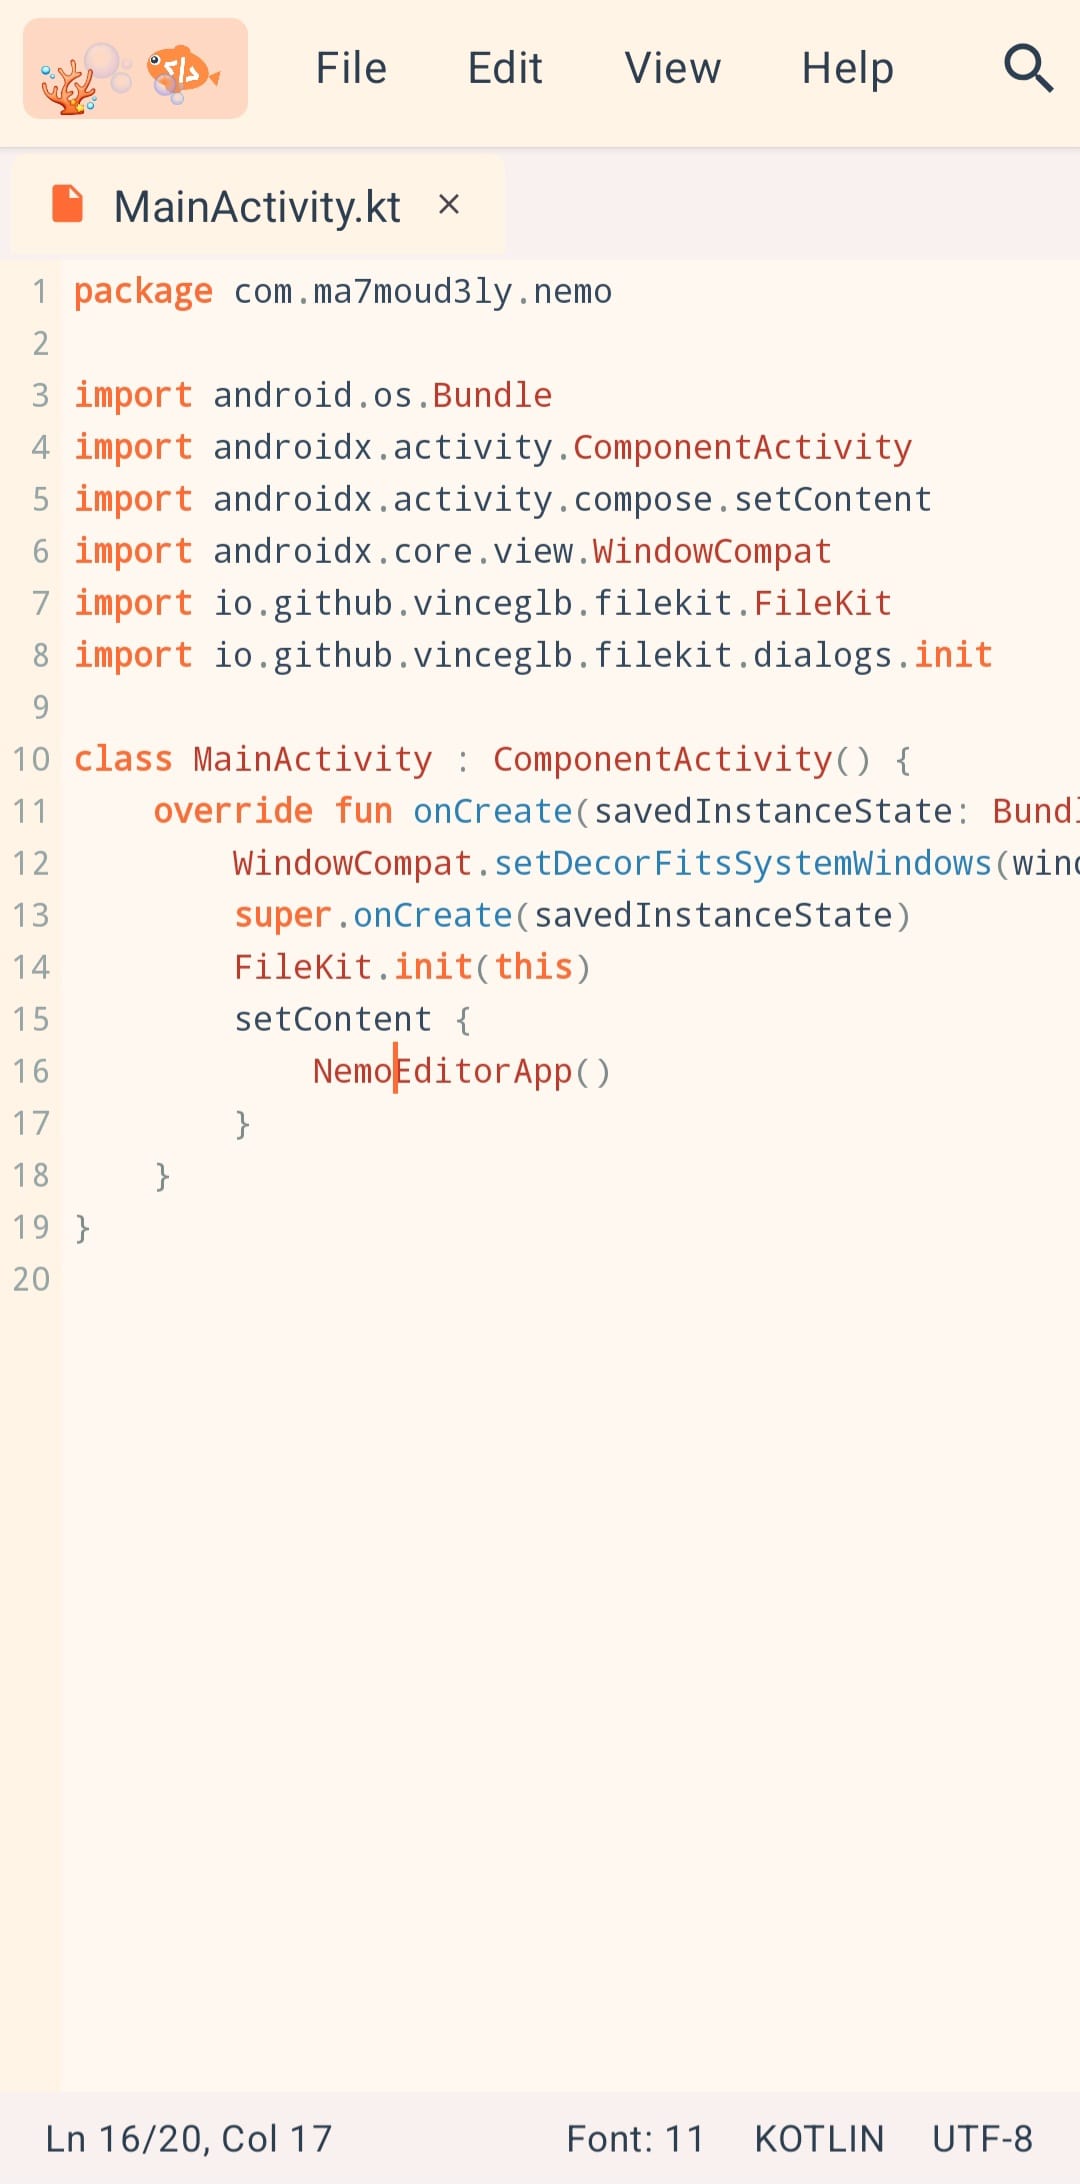 </> File Edit View Help
MainActivity.kt ×
1 package com.ma7moud3ly.nemo
2
3 import android.os.Bundle
4 import androidx.activity.ComponentActivity
5 import androidx.activity.compose.setContent
6 import androidx.core.view.WindowCompat
7 import io.github.vinceglb.filekit.FileKit
8 import io.github.vinceglb.filekit.dialogs.init
9
10 class MainActivity : ComponentActivity() {
11     override fun onCreate(savedInstanceState: Bundl
12         WindowCompat.setDecorFitsSystemWindows(wind
13         super.onCreate(savedInstanceState)
14         FileKit.init(this)
15         setContent {
16             NemoEditorApp()
17         }
18     }
19 }
20
Ln 16/20, Col 17 Font: 11 KOTLIN UTF-8